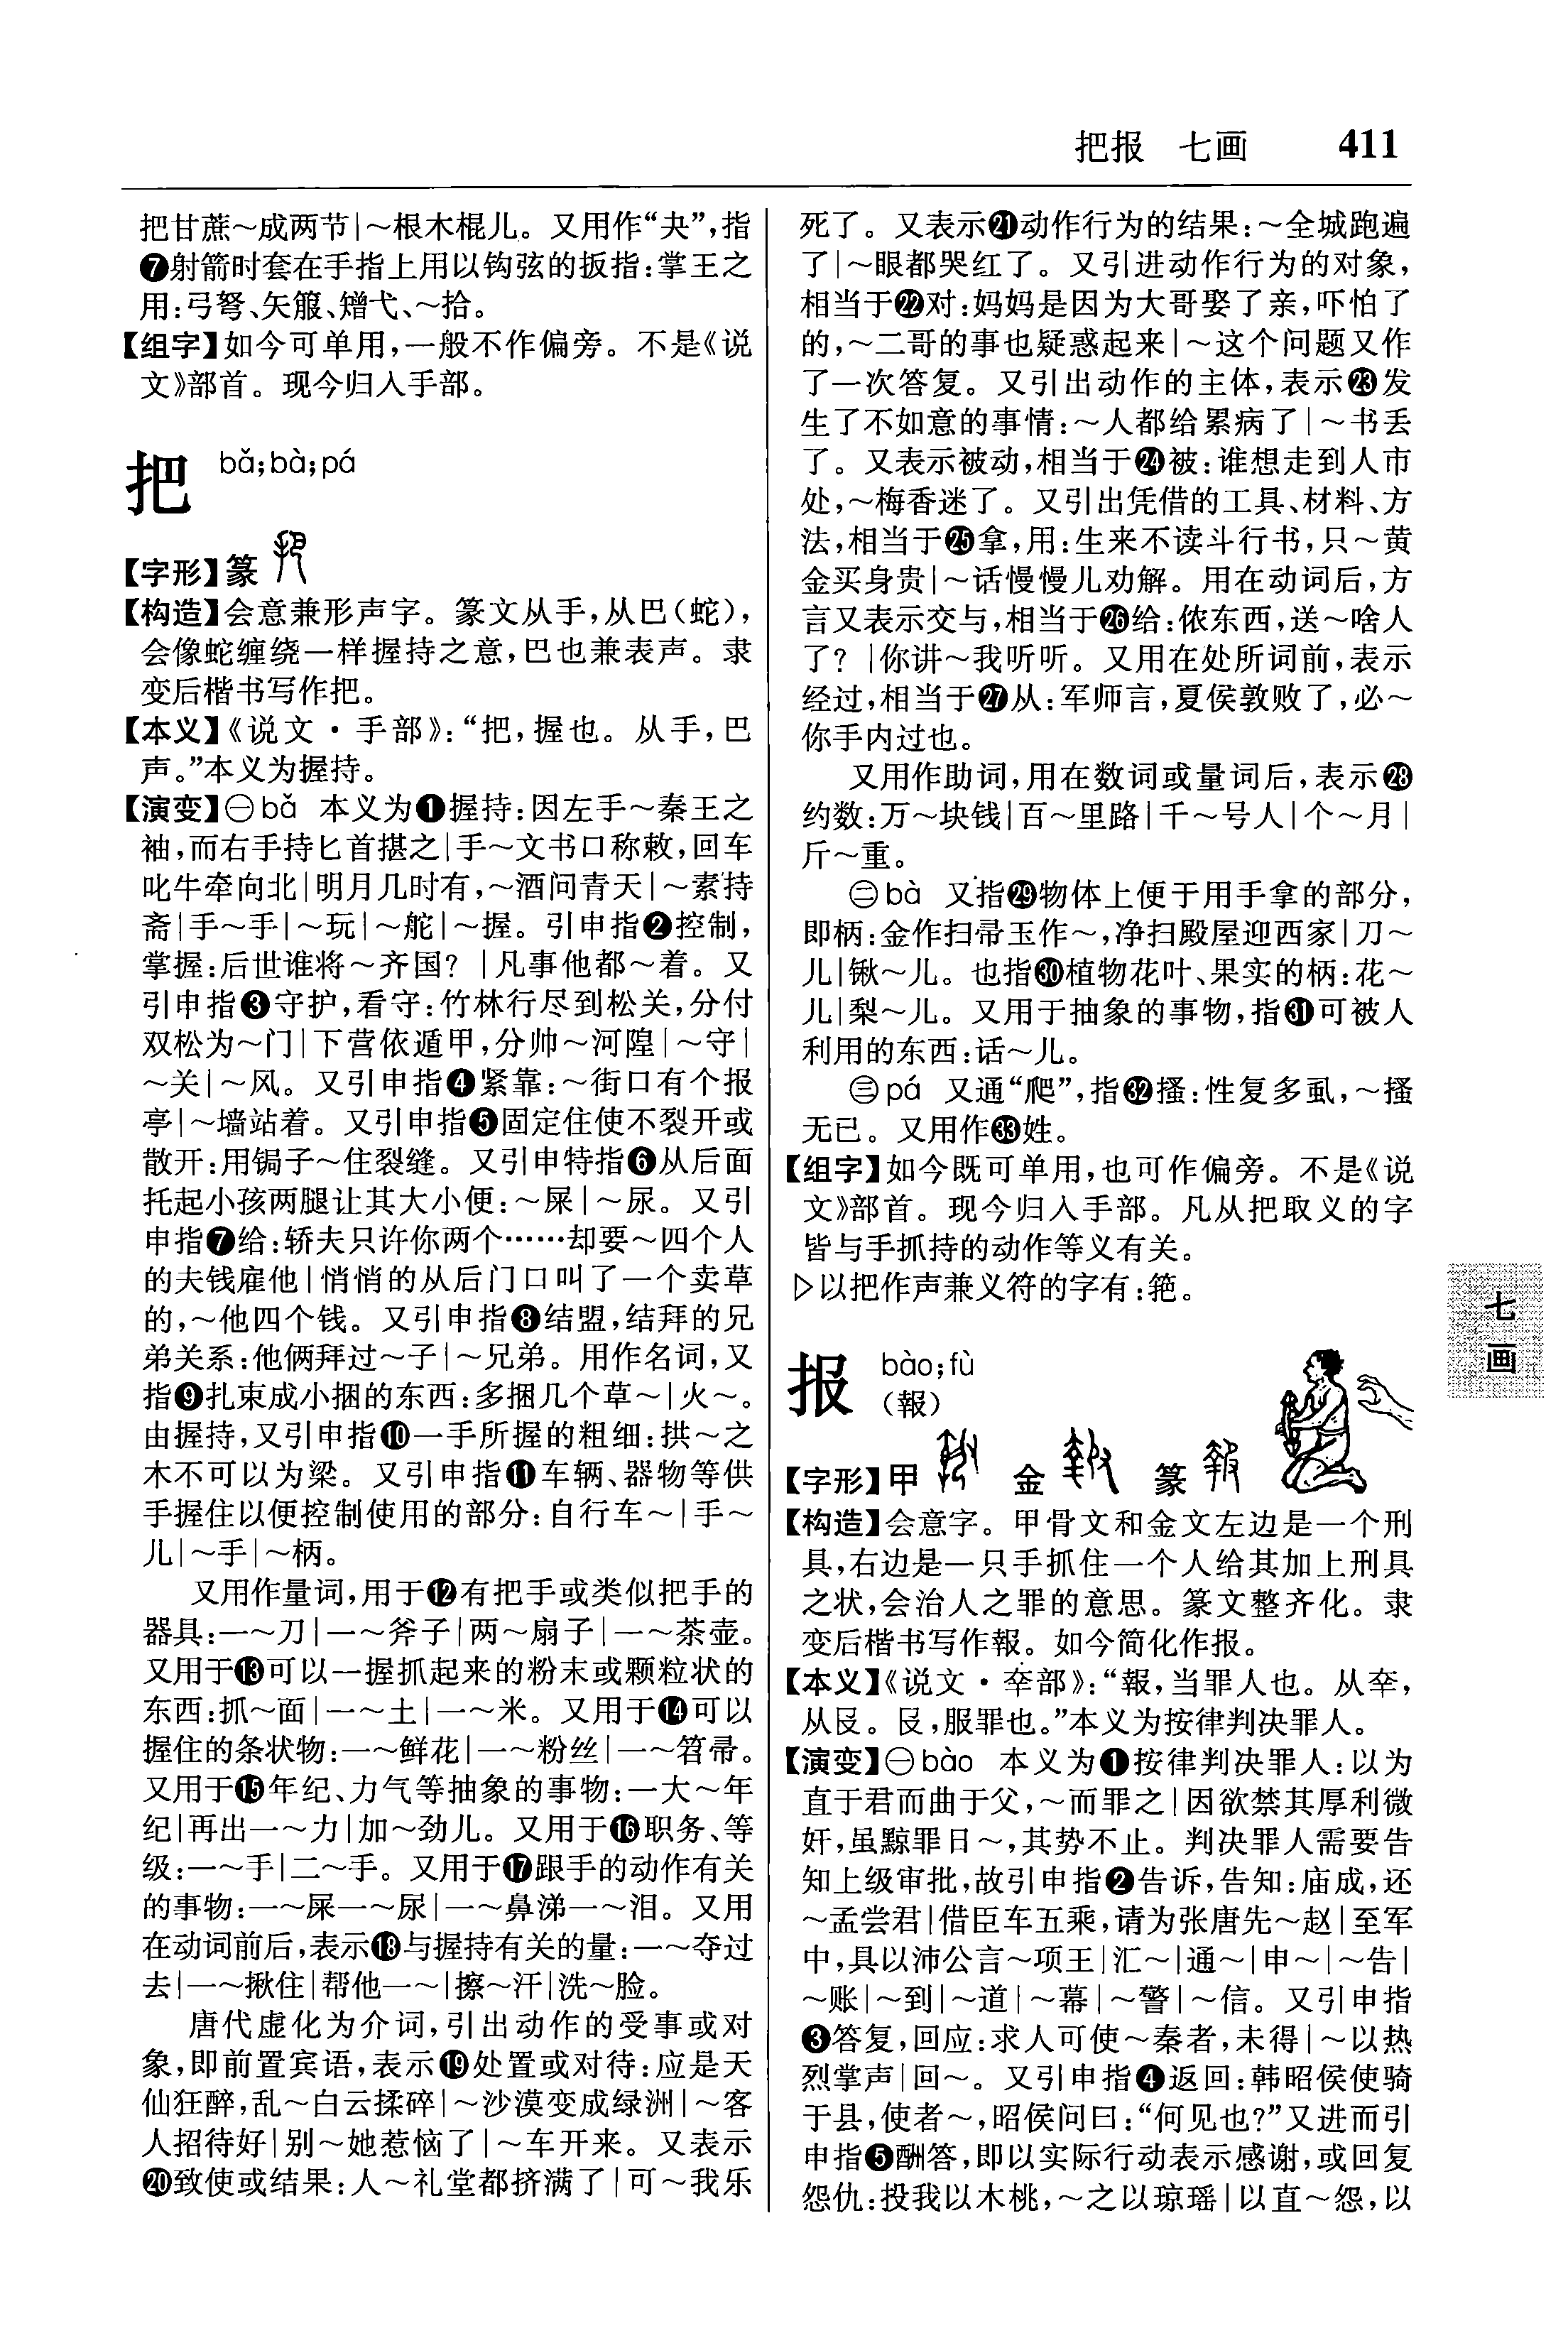 把报 七画 411
把甘蔗～成两节|～根木棍儿。又用作“夬”,指
❼射箭时套在手指上用以钩弦的扳指:掌王之
用:弓弩、矢箙、矰弋、～拾。
【组字】如今可单用,一般不作偏旁。不是《说
文》部首。现今归入手部。
把 bǎ;bà;pá
【字形】篆
【构造】会意兼形声字。篆文从手,从巴(蛇),
会像蛇缠绕一样握持之意,巴也兼表声。隶
变后楷书写作把。
【本义】《说文·手部》:“把,握也。从手,巴
声。”本义为握持。
【演变】㊀bǎ 本义为❶握持:因左手～秦王之
袖,而右手持匕首揕之|手～文书口称敕,回车
叱牛牵向北|明月几时有,～酒问青天|～素持
斋|手～手|～玩|～舵|～握。引申指❷控制,
掌握:后世谁将～齐国?|凡事他都～着。又
引申指❸守护,看守:竹林行尽到松关,分付
双松为～门|下营依遁甲,分帅～河隍|～守|
～关|～风。又引申指❹紧靠:～街口有个报
亭|～墙站着。又引申指❺固定住使不裂开或
散开:用锔子～住裂缝。又引申特指❻从后面
托起小孩两腿让其大小便:～屎|～尿。又引
申指❼给:轿夫只许你两个……却要～四个人
的夫钱雇他|悄悄的从后门口叫了一个卖草
的,～他四个钱。又引申指❽结盟,结拜的兄
弟关系:他俩拜过～子|～兄弟。用作名词,又
指❾扎束成小捆的东西:多捆几个草～|火～。
由握持,又引申指❿一手所握的粗细:拱～之
木不可以为梁。又引申指⓫车辆、器物等供
手握住以便控制使用的部分:自行车～|手～
儿|～手|～柄。
又用作量词,用于⓬有把手或类似把手的
器具:一～刀|一～斧子|两～扇子|一～茶壶。
又用于⓭可以一握抓起来的粉末或颗粒状的
东西:抓～面|一～土|一～米。又用于⓮可以
握住的条状物:一～鲜花|一～粉丝|一～笤帚。
又用于⓯年纪、力气等抽象的事物:一大～年
纪|再出一～力|加～劲儿。又用于⓰职务、等
级:一～手|二～手。又用于⓱跟手的动作有关
的事物:一～屎一～尿|一～鼻涕一～泪。又用
在动词前后,表示⓲与握持有关的量:一～夺过
去|一～揪住|帮他一～|擦～汗|洗～脸。
唐代虚化为介词,引出动作的受事或对
象,即前置宾语,表示⓳处置或对待:应是天
仙狂醉,乱～白云揉碎|～沙漠变成绿洲|～客
人招待好|别～她惹恼了|～车开来。又表示
⓴致使或结果:人～礼堂都挤满了|可～我乐
死了。又表示㉑动作行为的结果:～全城跑遍
了|～眼都哭红了。又引进动作行为的对象,
相当于㉒对:妈妈是因为大哥娶了亲,吓怕了
的,～二哥的事也疑惑起来|～这个问题又作
了一次答复。又引出动作的主体,表示㉓发
生了不如意的事情:～人都给累病了|～书丢
了。又表示被动,相当于㉔被:谁想走到人市
处,～梅香迷了。又引出凭借的工具、材料、方
法,相当于㉕拿,用:生来不读斗行书,只～黄
金买身贵|～话慢慢儿劝解。用在动词后,方
言又表示交与,相当于㉖给:侬东西,送～啥人
了?|你讲～我听听。又用在处所词前,表示
经过,相当于㉗从:军师言,夏侯敦败了,必～
你手内过也。
又用作助词,用在数词或量词后,表示㉘
约数:万～块钱|百～里路|千～号人|个～月|
斤～重。
㊁bà 又指㉙物体上便于用手拿的部分,
即柄:金作扫帚玉作～,净扫殿屋迎西家|刀～
儿|锹～儿。也指㉚植物花叶、果实的柄:花～
儿|梨～儿。又用于抽象的事物,指㉛可被人
利用的东西:话～儿。
㊂pá 又通“爬”,指㉜搔:性复多虱,～搔
无已。又用作㉝姓。
【组字】如今既可单用,也可作偏旁。不是《说
文》部首。现今归入手部。凡从把取义的字
皆与手抓持的动作等义有关。
▷以把作声兼义符的字有:筢。
七画
报 bào;fù
(報)
【字形】甲 金 篆
【构造】会意字。甲骨文和金文左边是一个刑
具,右边是一只手抓住一个人给其加上刑具
之状,会治人之罪的意思。篆文整齐化。隶
变后楷书写作報。如今简化作报。
【本义】《说文·㚔部》:“報,当罪人也。从㚔,
从𠬝。𠬝,服罪也。”本义为按律判决罪人。
【演变】㊀bào 本义为❶按律判决罪人:以为
直于君而曲于父,～而罪之|因欲禁其厚利微
奸,虽黥罪日～,其势不止。判决罪人需要告
知上级审批,故引申指❷告诉,告知:庙成,还
～孟尝君|借臣车五乘,请为张唐先～赵|至军
中,具以沛公言～项王|汇～|通～|申～|～告|
～账|～到|～道|～幕|～警|～信。又引申指
❸答复,回应:求人可使～秦者,未得|～以热
烈掌声|回～。又引申指❹返回:韩昭侯使骑
于县,使者～,昭侯问曰:“何见也?”又进而引
申指❺酬答,即以实际行动表示感谢,或回复
怨仇:投我以木桃,～之以琼瑶|以直～怨,以